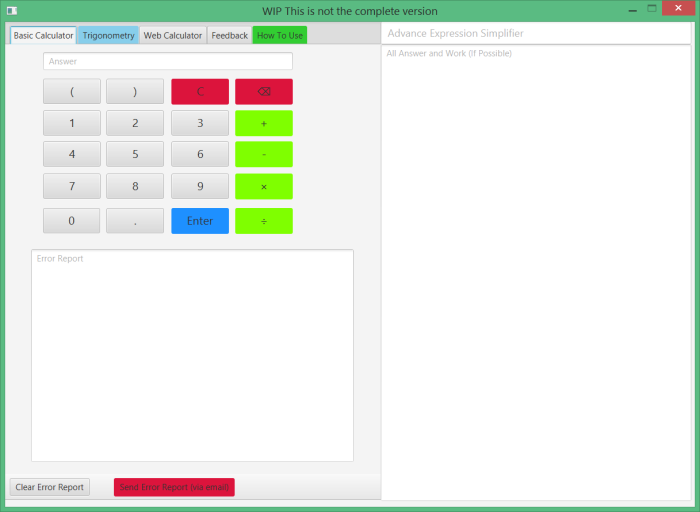 WIP This is not the complete version
Basic Calculator Trigonometry Web Calculator Feedback How To Use
Advance Expression Simplifier
Answer
All Answer and Work (If Possible)
( ) C ⌫
1 2 3 +
4 5 6 -
7 8 9 ×
0 . Enter ÷
Error Report
Clear Error Report Send Error Report (via email)